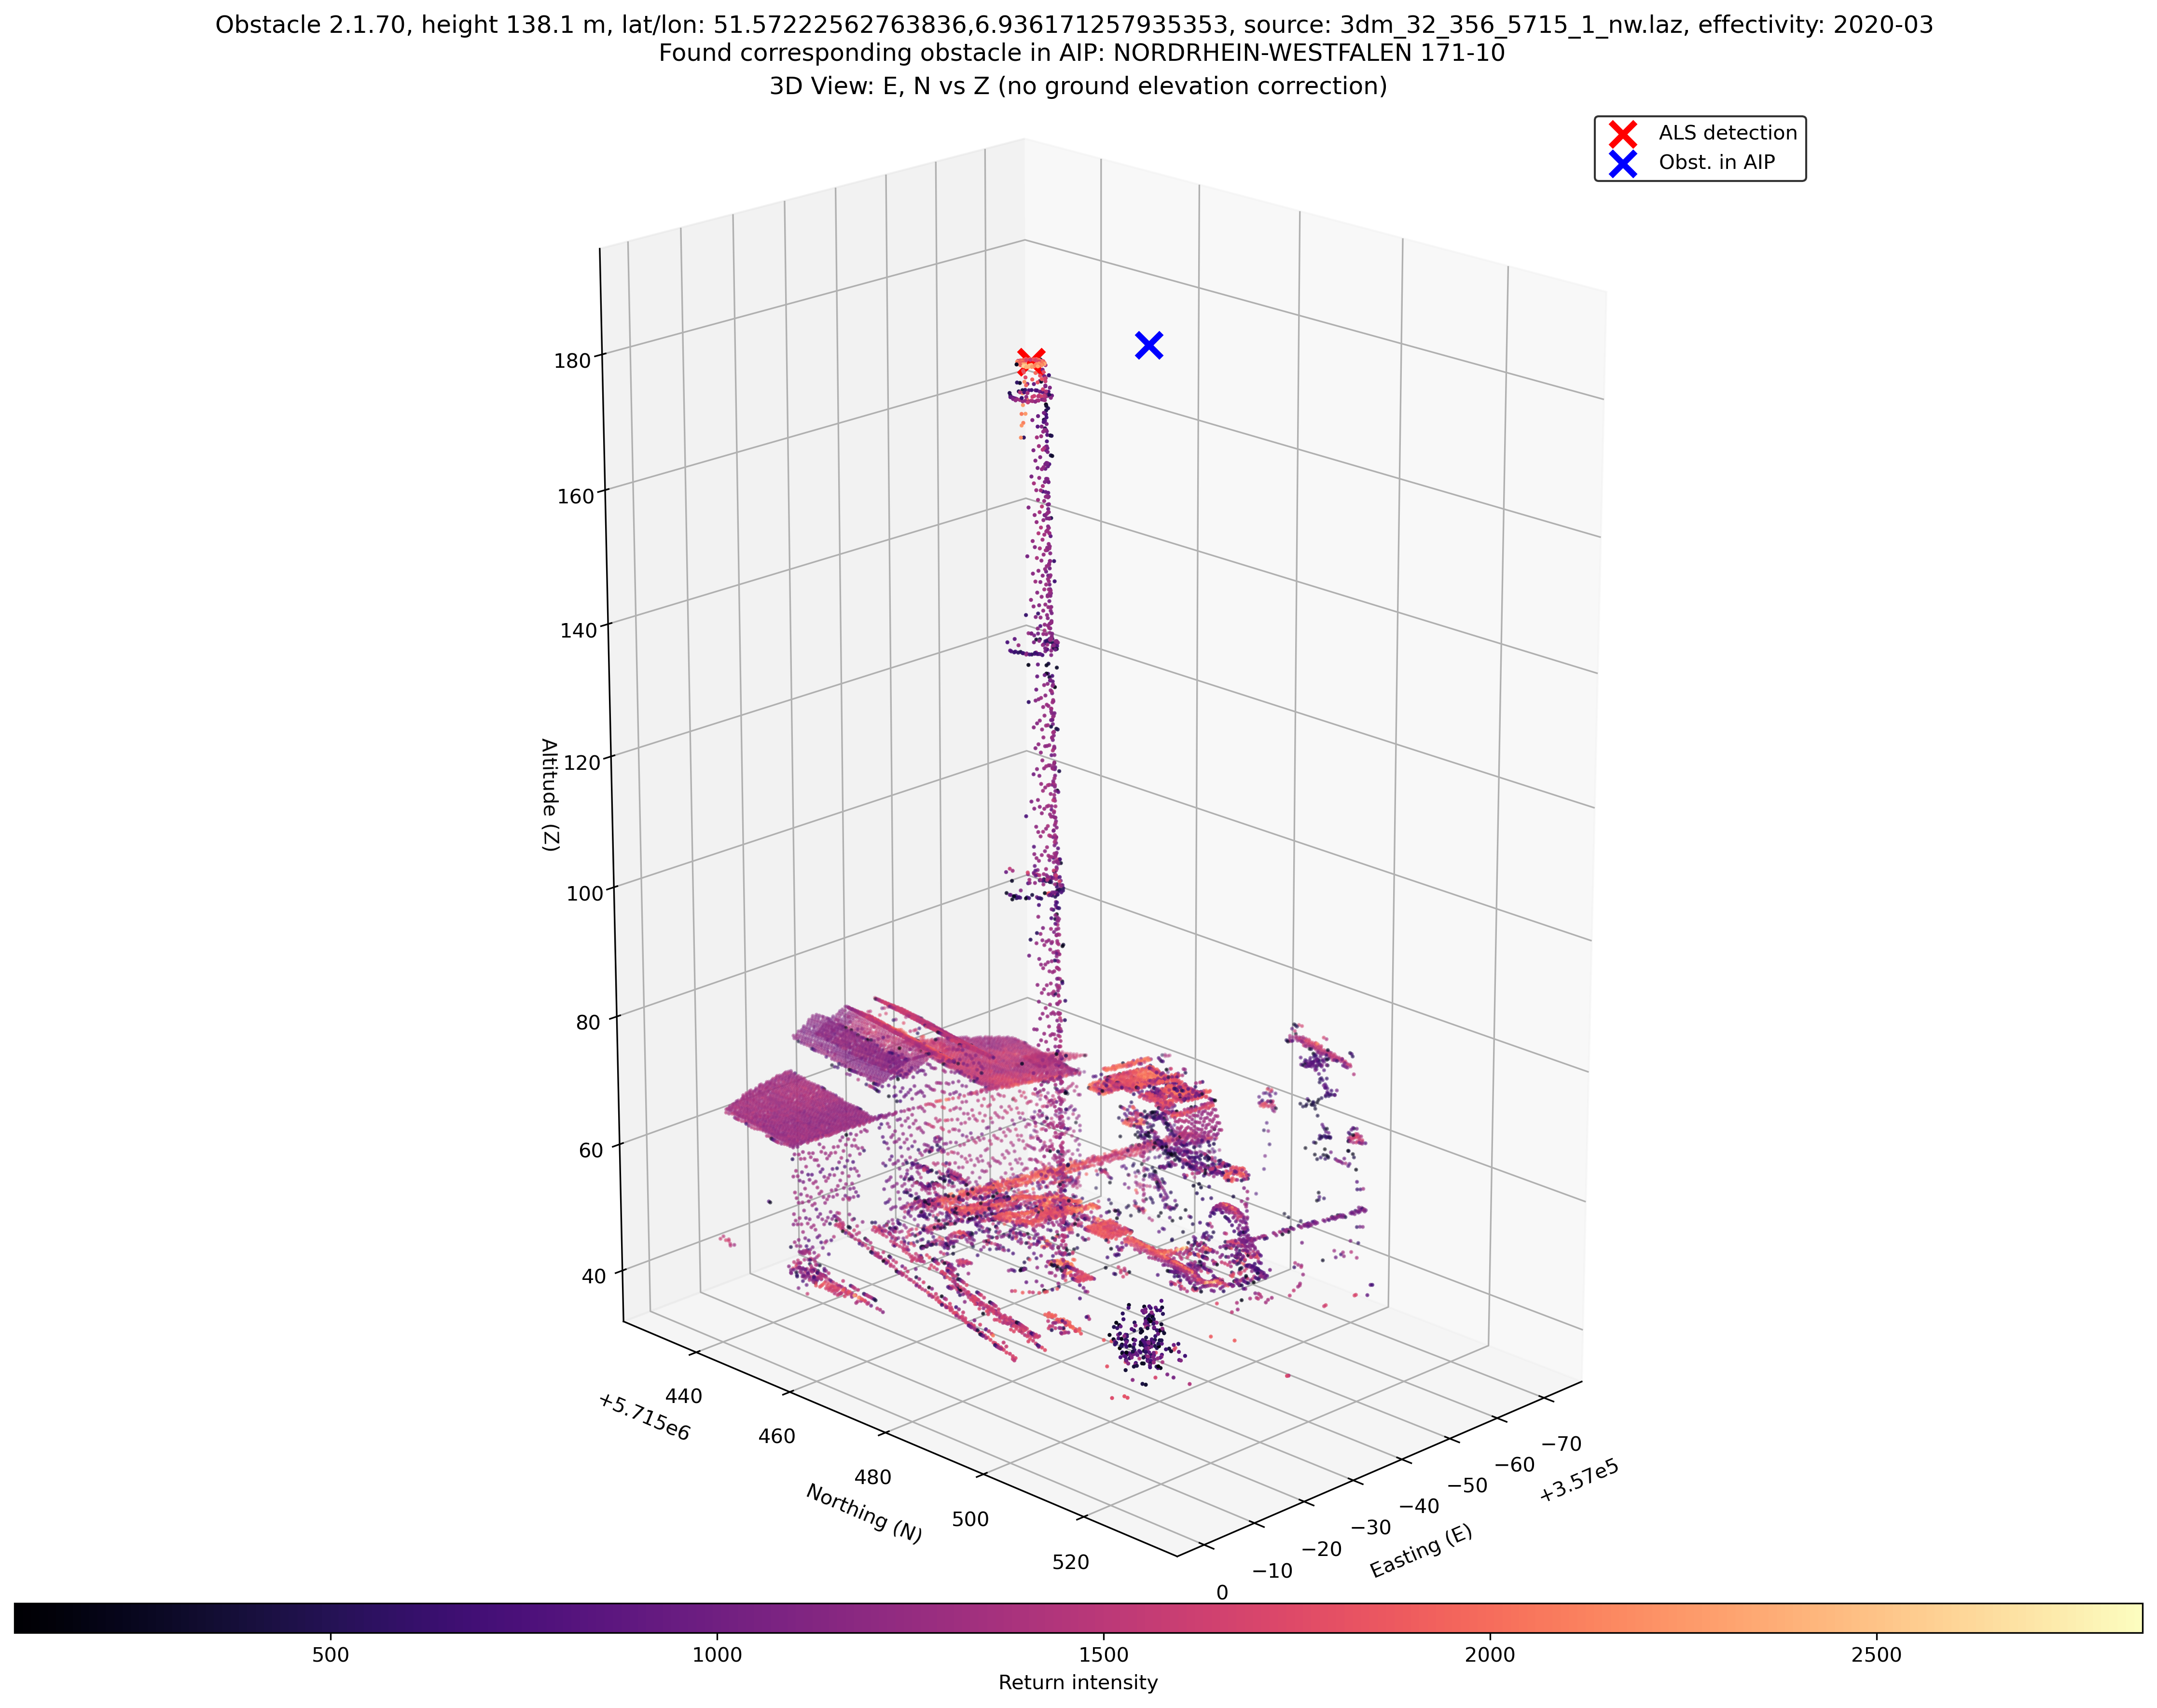 Obstacle 2.1.70, height 138.1 m, lat/lon: 51.57222562763836,6.936171257935353, source: 3dm_32_356_5715_1_nw.laz, effectivity: 2020-03
Found corresponding obstacle in AIP: NORDRHEIN-WESTFALEN 171-10
3D View: E, N vs Z (no ground elevation correction)
ALS detection
Obst. in AIP
180
160
140
120
100
80
60
40
Altitude (Z)
+5.715e6
440
460
480
500
520
Northing (N)
0
−10
−20
−30
−40
−50
−60
−70
+3.57e5
Easting (E)
500
1000
1500
2000
2500
Return intensity